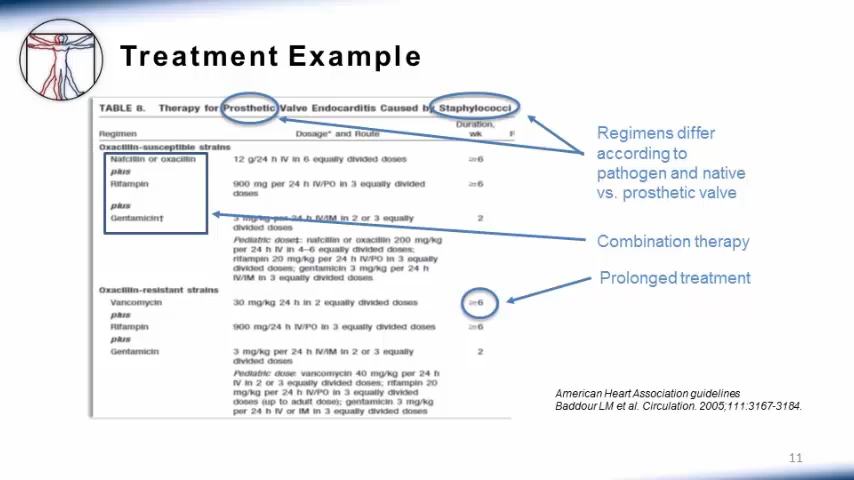 Treatment Example
TABLE 8. Therapy for Prosthetic Valve Endocarditis Caused by Staphylococci
Regimen Dosage* and Route Duration, wk
Oxacillin-susceptible strains
Nafcillin or oxacillin 12 g/24 h IV in 6 equally divided doses ≥6
plus
Rifampin 900 mg per 24 h IV/PO in 3 equally divided ≥6
doses
plus
Gentamicin† 3 mg/kg per 24 h IV/IM in 2 or 3 equally 2
divided doses
Pediatric dose‡: nafcillin or oxacillin 200 mg/kg
per 24 h IV in 4–6 equally divided doses;
rifampin 20 mg/kg per 24 h IV/PO in 3 equally
divided doses; gentamicin 3 mg/kg per 24 h
IV/IM in 3 equally divided doses
Oxacillin-resistant strains
Vancomycin 30 mg/kg 24 h in 2 equally divided doses ≥6
plus
Rifampin 900 mg/24 h IV/PO in 3 equally divided doses ≥6
plus
Gentamicin 3 mg/kg per 24 h IV/IM in 2 or 3 equally 2
divided doses
Pediatric dose: vancomycin 40 mg/kg per 24 h
IV in 2 or 3 equally divided doses; rifampin 20
mg/kg per 24 h IV/PO in 3 equally divided
doses (up to adult dose); gentamicin 3 mg/kg
per 24 h IV or IM in 3 equally divided doses
Regimens differ
according to
pathogen and native
vs. prosthetic valve
Combination therapy
Prolonged treatment
American Heart Association guidelines
Baddour LM et al. Circulation. 2005;111:3167-3184.
11